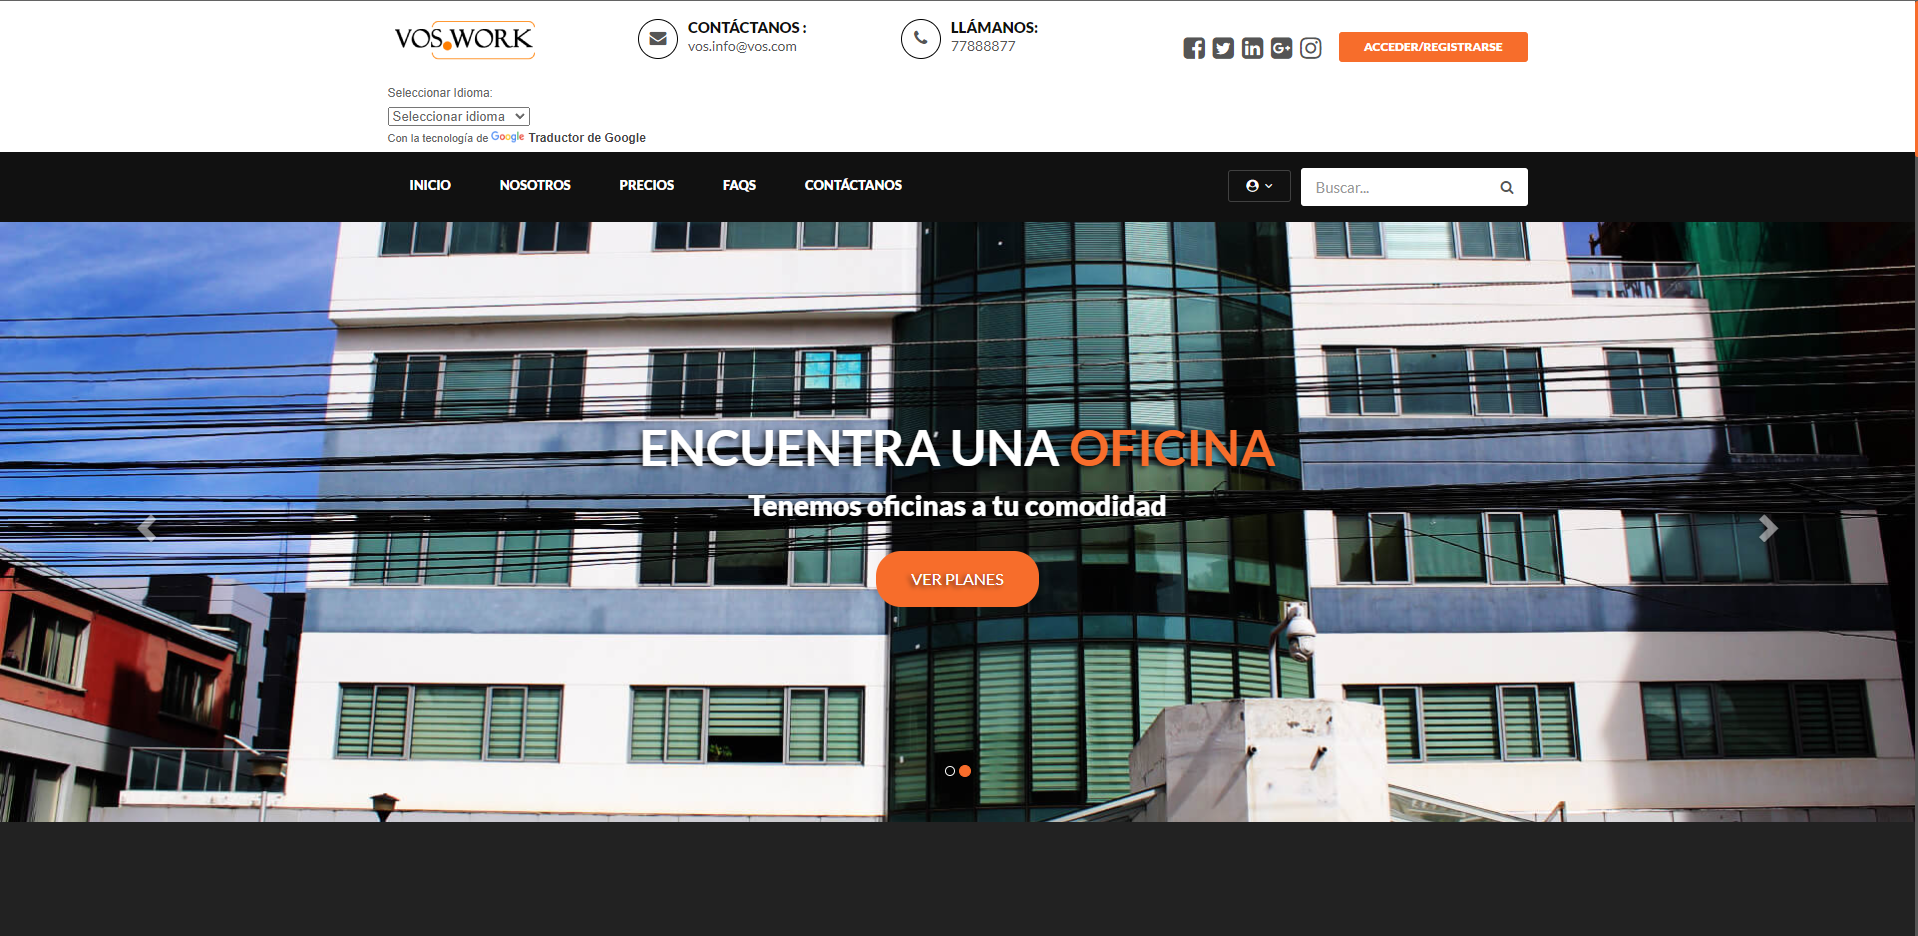 VOS.WORK
CONTÁCTANOS :
vos.info@vos.com
LLÁMANOS:
77888877
ACCEDER/REGISTRARSE
Seleccionar Idioma:
Seleccionar idioma
Con la tecnología de Google Traductor de Google
INICIO NOSOTROS PRECIOS FAQS CONTÁCTANOS
Buscar...
ENCUENTRA UNA OFICINA
Tenemos oficinas a tu comodidad
VER PLANES